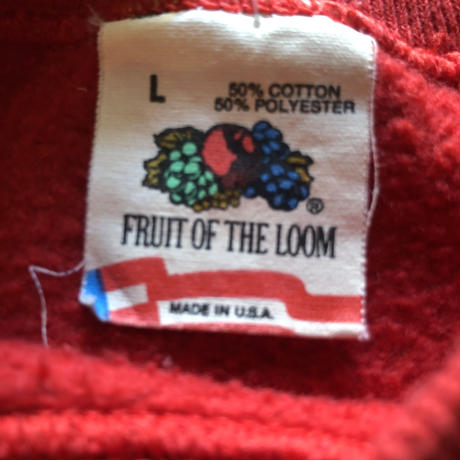 L
50% COTTON
50% POLYESTER
®
FRUIT OF THE LOOM
MADE IN U.S.A.